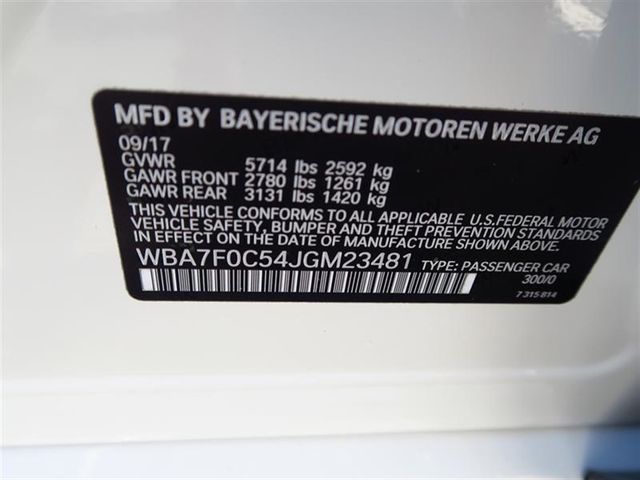 MFD BY BAYERISCHE MOTOREN WERKE AG
09/17
GVWR 5714 lbs 2592 kg
GAWR FRONT 2780 lbs 1261 kg
GAWR REAR 3131 lbs 1420 kg
THIS VEHICLE CONFORMS TO ALL APPLICABLE U.S.FEDERAL MOTOR
VEHICLE SAFETY, BUMPER AND THEFT PREVENTION STANDARDS
IN EFFECT ON THE DATE OF MANUFACTURE SHOWN ABOVE.
WBA7F0C54JGM23481 TYPE: PASSENGER CAR
300/0
7 315 814